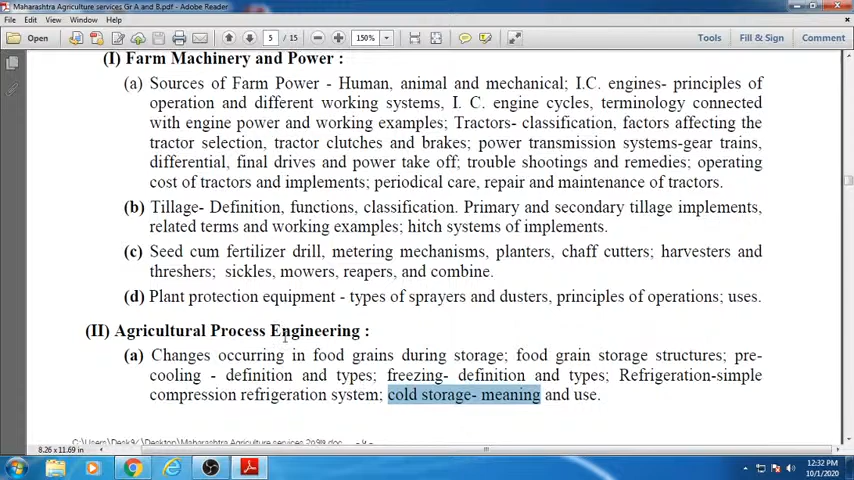 Maharashtra Agriculture services Gr A and B.pdf - Adobe Reader
File Edit View Window Help
Open 5 / 15 150% Tools Fill & Sign Comment
(I) Farm Machinery and Power :
(a) Sources of Farm Power - Human, animal and mechanical; I.C. engines- principles of
operation and different working systems, I. C. engine cycles, terminology connected
with engine power and working examples; Tractors- classification, factors affecting the
tractor selection, tractor clutches and brakes; power transmission systems-gear trains,
differential, final drives and power take off; trouble shootings and remedies; operating
cost of tractors and implements; periodical care, repair and maintenance of tractors.
(b) Tillage- Definition, functions, classification. Primary and secondary tillage implements,
related terms and working examples; hitch systems of implements.
(c) Seed cum fertilizer drill, metering mechanisms, planters, chaff cutters; harvesters and
threshers; sickles, mowers, reapers, and combine.
(d) Plant protection equipment - types of sprayers and dusters, principles of operations; uses.
(II) Agricultural Process Engineering :
(a) Changes occurring in food grains during storage; food grain storage structures; pre-
cooling - definition and types; freezing- definition and types; Refrigeration-simple
compression refrigeration system; cold storage- meaning and use.
8.26 x 11.69 in
12:32 PM
10/1/2020